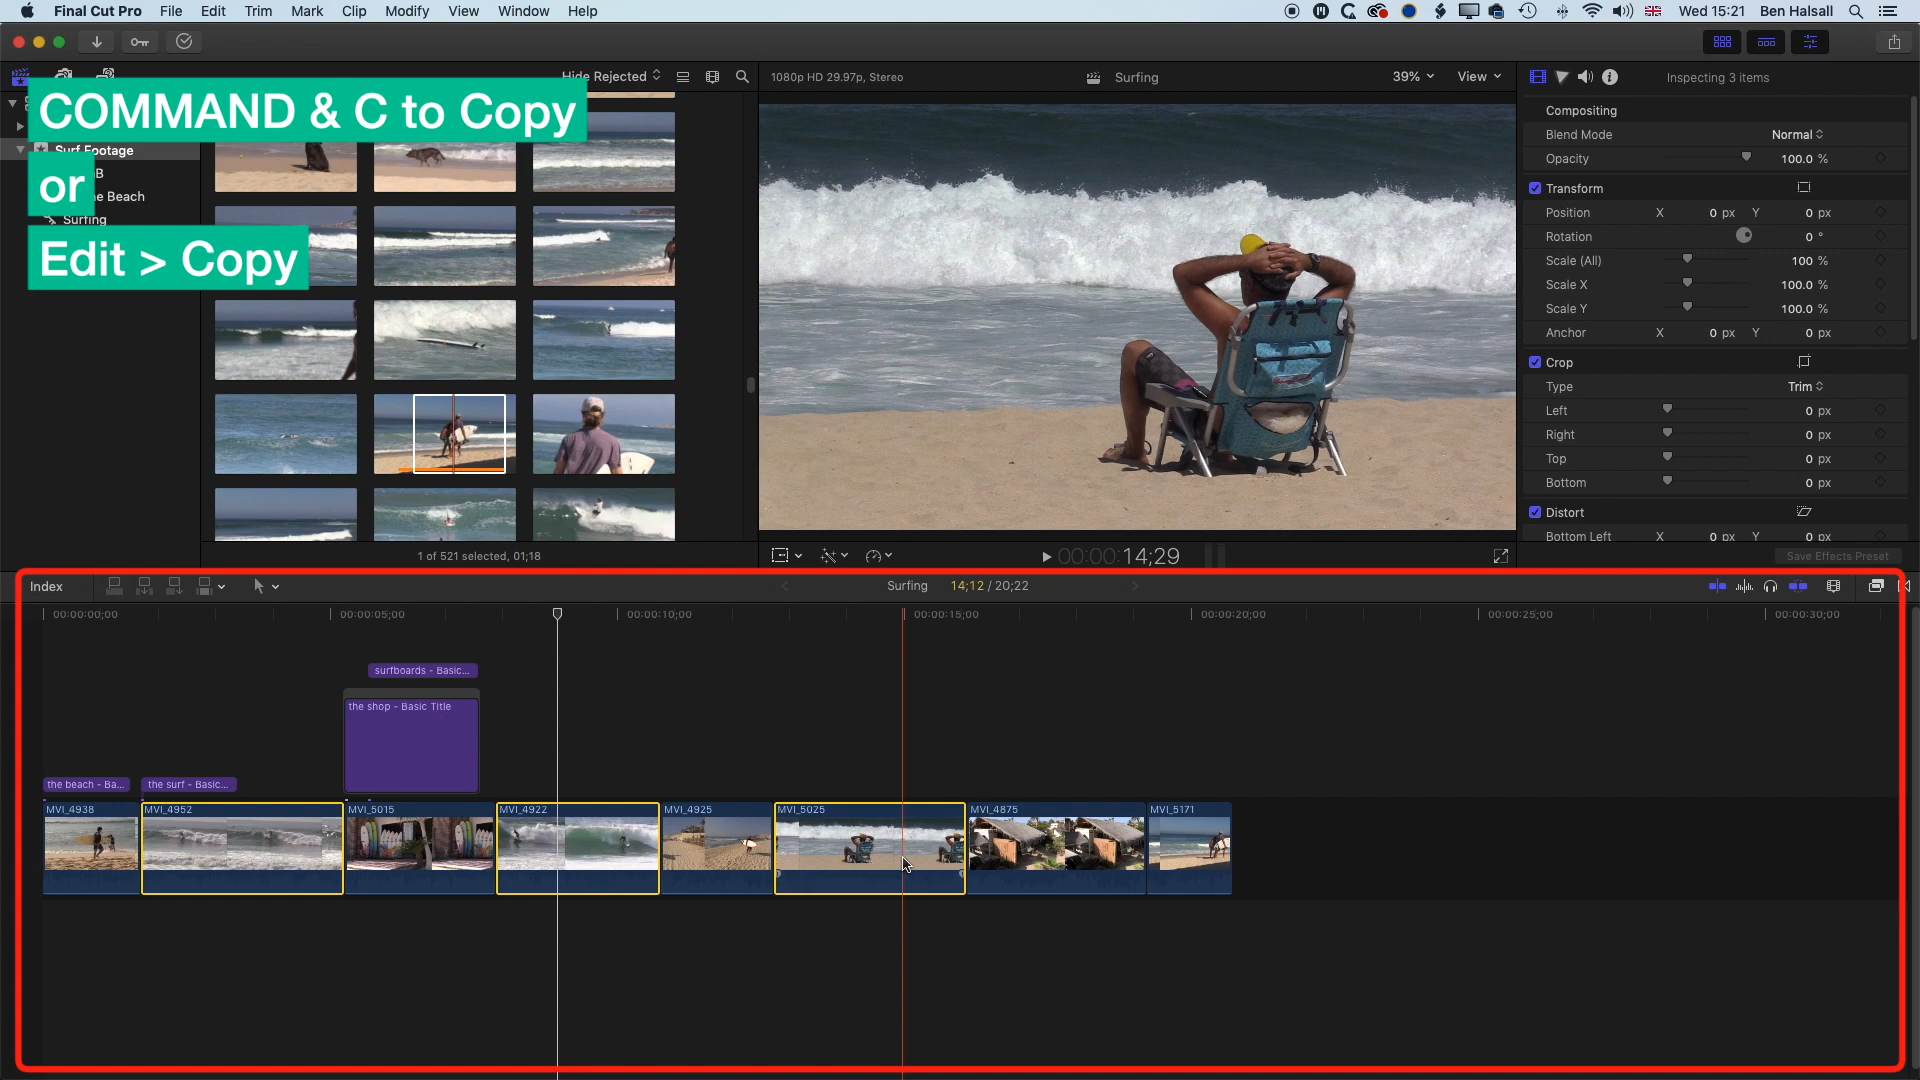 Final Cut Pro File Edit Trim Mark Clip Modify View Window Help Wed 15:21 Ben Halsall
Hide Rejected 1080p HD 29.97p, Stereo Surfing 39% View Inspecting 3 items
COMMAND & C to Copy
or
Edit > Copy
Surf Footage
B
ne Beach
Surfing
Compositing
Blend Mode Normal
Opacity 100.0 %
Transform
Position X 0 px Y 0 px
Rotation 0 °
Scale (All) 100 %
Scale X 100.0 %
Scale Y 100.0 %
Anchor X 0 px Y 0 px
Crop
Type Trim
Left 0 px
Right 0 px
Top 0 px
Bottom 0 px
Distort
Bottom Left X 0 px Y 0 px
1 of 521 selected, 01;18
00:00:00:14;29
Save Effects Preset
Index Surfing 14;12 / 20;22
00:00:00;00 00:00:05;00 00:00:10;00 00:00:15;00 00:00:20;00 00:00:25;00 00:00:30;00
surfboards - Basic...
the shop - Basic Title
the beach - Ba... the surf - Basic...
MVI_4938 MVI_4952 MVI_5015 MVI_4922 MVI_4925 MVI_5025 MVI_4875 MVI_5171